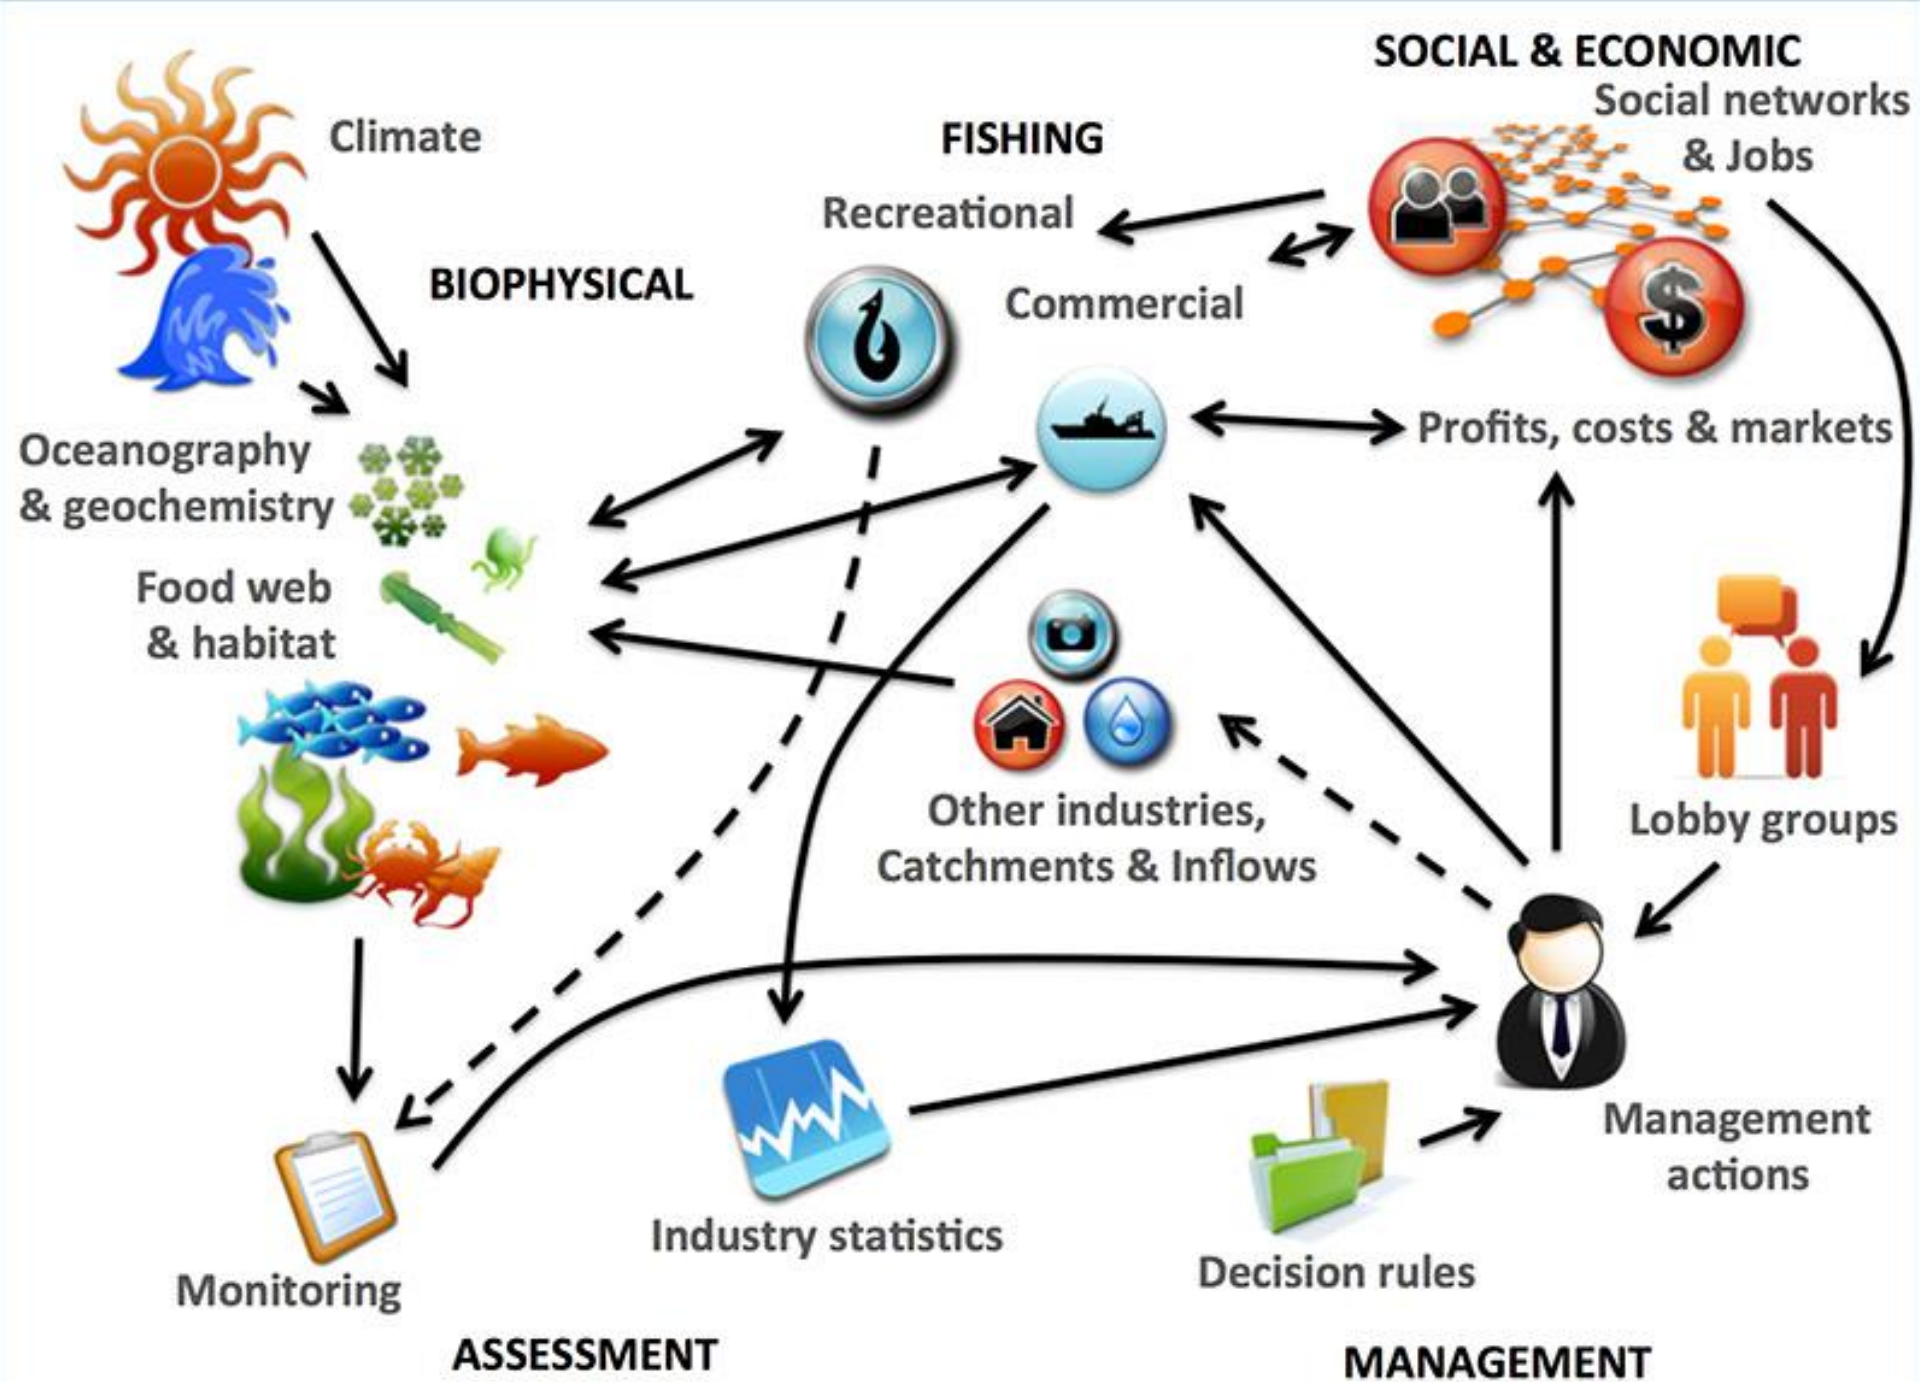 SOCIAL & ECONOMIC
Social networks
& Jobs
Climate
FISHING
Recreational
BIOPHYSICAL
Commercial
Profits, costs & markets
Oceanography
& geochemistry
Food web
& habitat
Other industries,
Catchments & Inflows
Lobby groups
Management
actions
Industry statistics
Decision rules
Monitoring
ASSESSMENT
MANAGEMENT